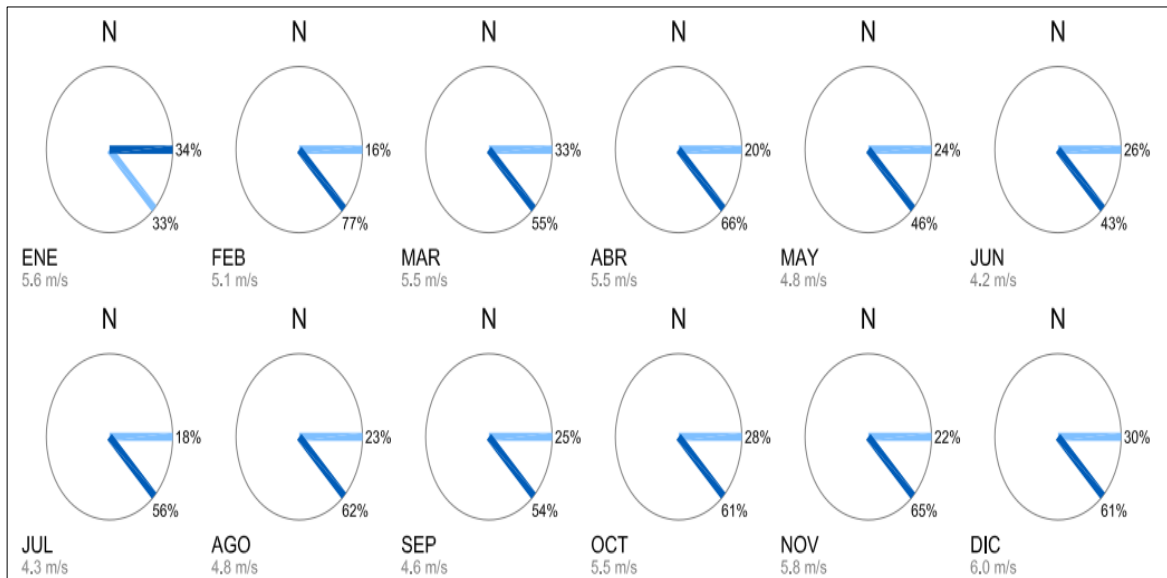 N N N N N N
34% 16% 33% 20% 24% 26%
33% 77% 55% 66% 46% 43%
ENE FEB MAR ABR MAY JUN
5.6 m/s 5.1 m/s 5.5 m/s 5.5 m/s 4.8 m/s 4.2 m/s
N N N N N N
18% 23% 25% 28% 22% 30%
56% 62% 54% 61% 65% 61%
JUL AGO SEP OCT NOV DIC
4.3 m/s 4.8 m/s 4.6 m/s 5.5 m/s 5.8 m/s 6.0 m/s